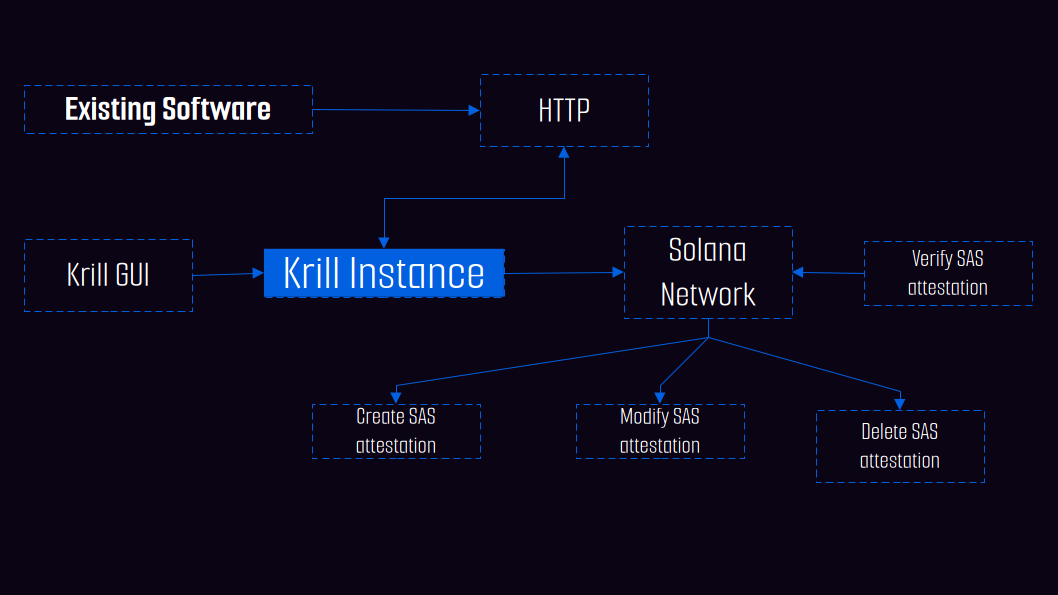 Existing Software
HTTP
Krill GUI
Krill Instance
Solana
Network
Verify SAS
attestation
Create SAS
attestation
Modify SAS
attestation
Delete SAS
attestation